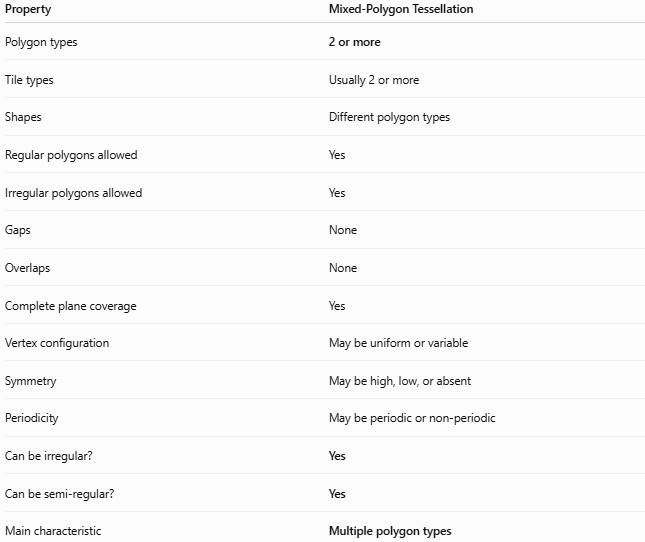 Property Mixed-Polygon Tessellation
Polygon types 2 or more
Tile types Usually 2 or more
Shapes Different polygon types
Regular polygons allowed Yes
Irregular polygons allowed Yes
Gaps None
Overlaps None
Complete plane coverage Yes
Vertex configuration May be uniform or variable
Symmetry May be high, low, or absent
Periodicity May be periodic or non-periodic
Can be irregular? Yes
Can be semi-regular? Yes
Main characteristic Multiple polygon types